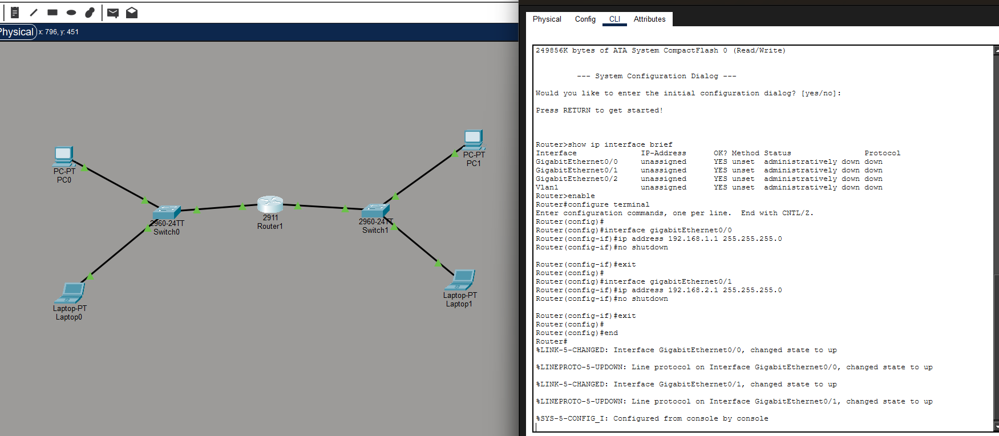 Physical x: 796, y: 451
PC-PT
PC0
2960-24TT
Switch0
Laptop-PT
Laptop0
2911
Router1
2960-24TT
Switch1
PC-PT
PC1
Laptop-PT
Laptop1
Physical Config CLI Attributes
249856K bytes of ATA System CompactFlash 0 (Read/Write)
--- System Configuration Dialog ---
Would you like to enter the initial configuration dialog? [yes/no]:
Press RETURN to get started!
Router>show ip interface brief
Interface IP-Address OK? Method Status Protocol
GigabitEthernet0/0 unassigned YES unset administratively down down
GigabitEthernet0/1 unassigned YES unset administratively down down
GigabitEthernet0/2 unassigned YES unset administratively down down
Vlan1 unassigned YES unset administratively down down
Router>enable
Router#configure terminal
Enter configuration commands, one per line. End with CNTL/Z.
Router(config)#
Router(config)#interface gigabitEthernet0/0
Router(config-if)#ip address 192.168.1.1 255.255.255.0
Router(config-if)#no shutdown
Router(config-if)#exit
Router(config)#
Router(config)#interface gigabitEthernet0/1
Router(config-if)#ip address 192.168.2.1 255.255.255.0
Router(config-if)#no shutdown
Router(config-if)#exit
Router(config)#
Router(config)#end
Router#
%LINK-5-CHANGED: Interface GigabitEthernet0/0, changed state to up
%LINEPROTO-5-UPDOWN: Line protocol on Interface GigabitEthernet0/0, changed state to up
%LINK-5-CHANGED: Interface GigabitEthernet0/1, changed state to up
%LINEPROTO-5-UPDOWN: Line protocol on Interface GigabitEthernet0/1, changed state to up
%SYS-5-CONFIG_I: Configured from console by console